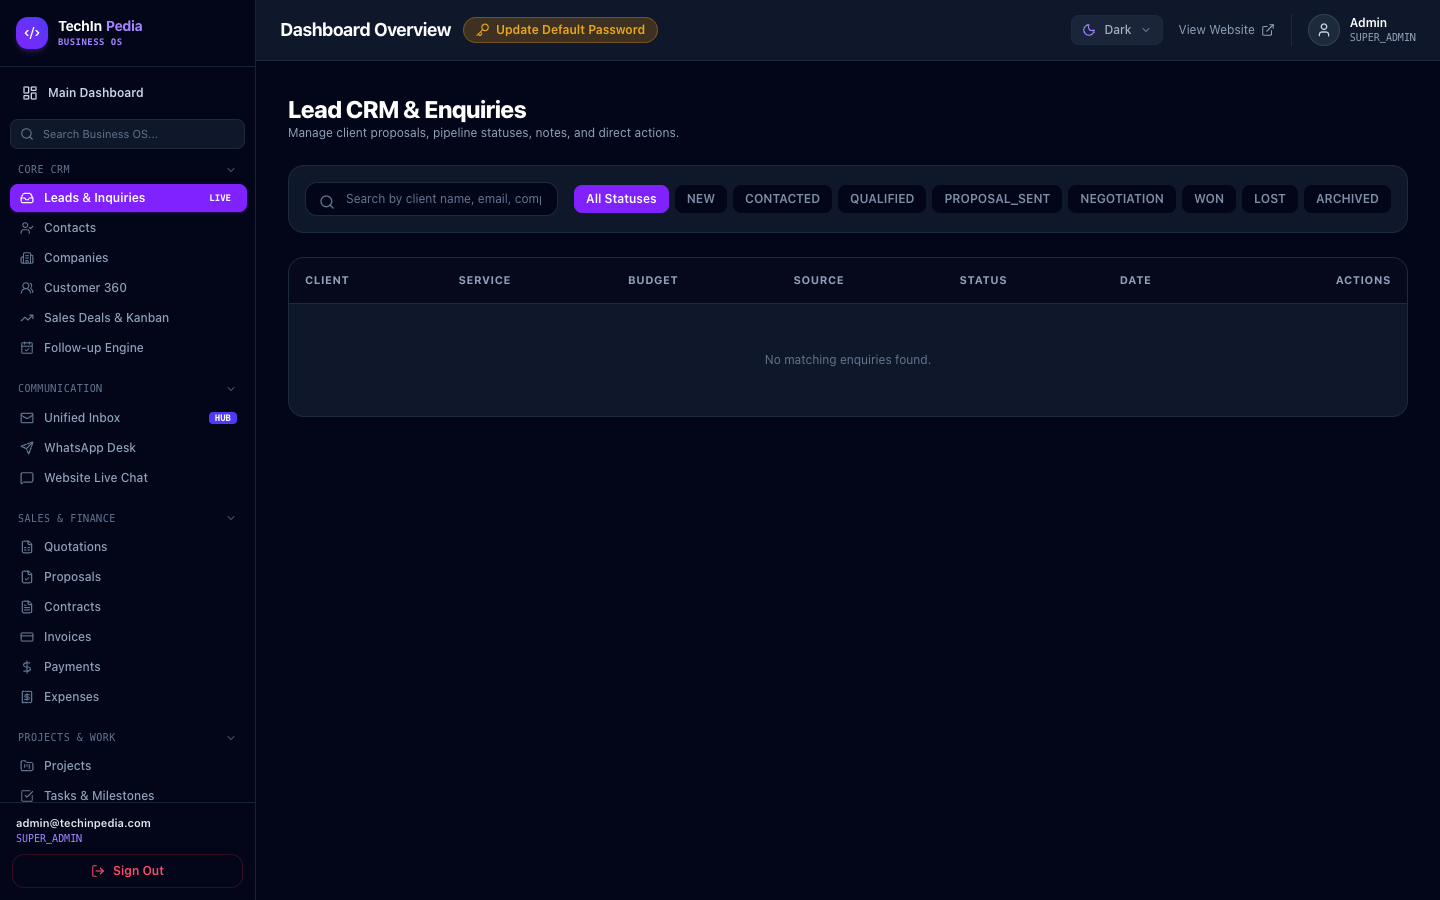 TechIn Pedia
BUSINESS OS
Main Dashboard
Search Business OS...
CORE CRM
Leads & Inquiries LIVE
Contacts
Companies
Customer 360
Sales Deals & Kanban
Follow-up Engine
COMMUNICATION
Unified Inbox HUB
WhatsApp Desk
Website Live Chat
SALES & FINANCE
Quotations
Proposals
Contracts
Invoices
Payments
Expenses
PROJECTS & WORK
Projects
Tasks & Milestones
admin@techinpedia.com
SUPER_ADMIN
Sign Out
Dashboard Overview Update Default Password Dark View Website Admin
SUPER_ADMIN
Lead CRM & Enquiries
Manage client proposals, pipeline statuses, notes, and direct actions.
Search by client name, email, comp All Statuses NEW CONTACTED QUALIFIED PROPOSAL_SENT NEGOTIATION WON LOST ARCHIVED
CLIENT SERVICE BUDGET SOURCE STATUS DATE ACTIONS
No matching enquiries found.